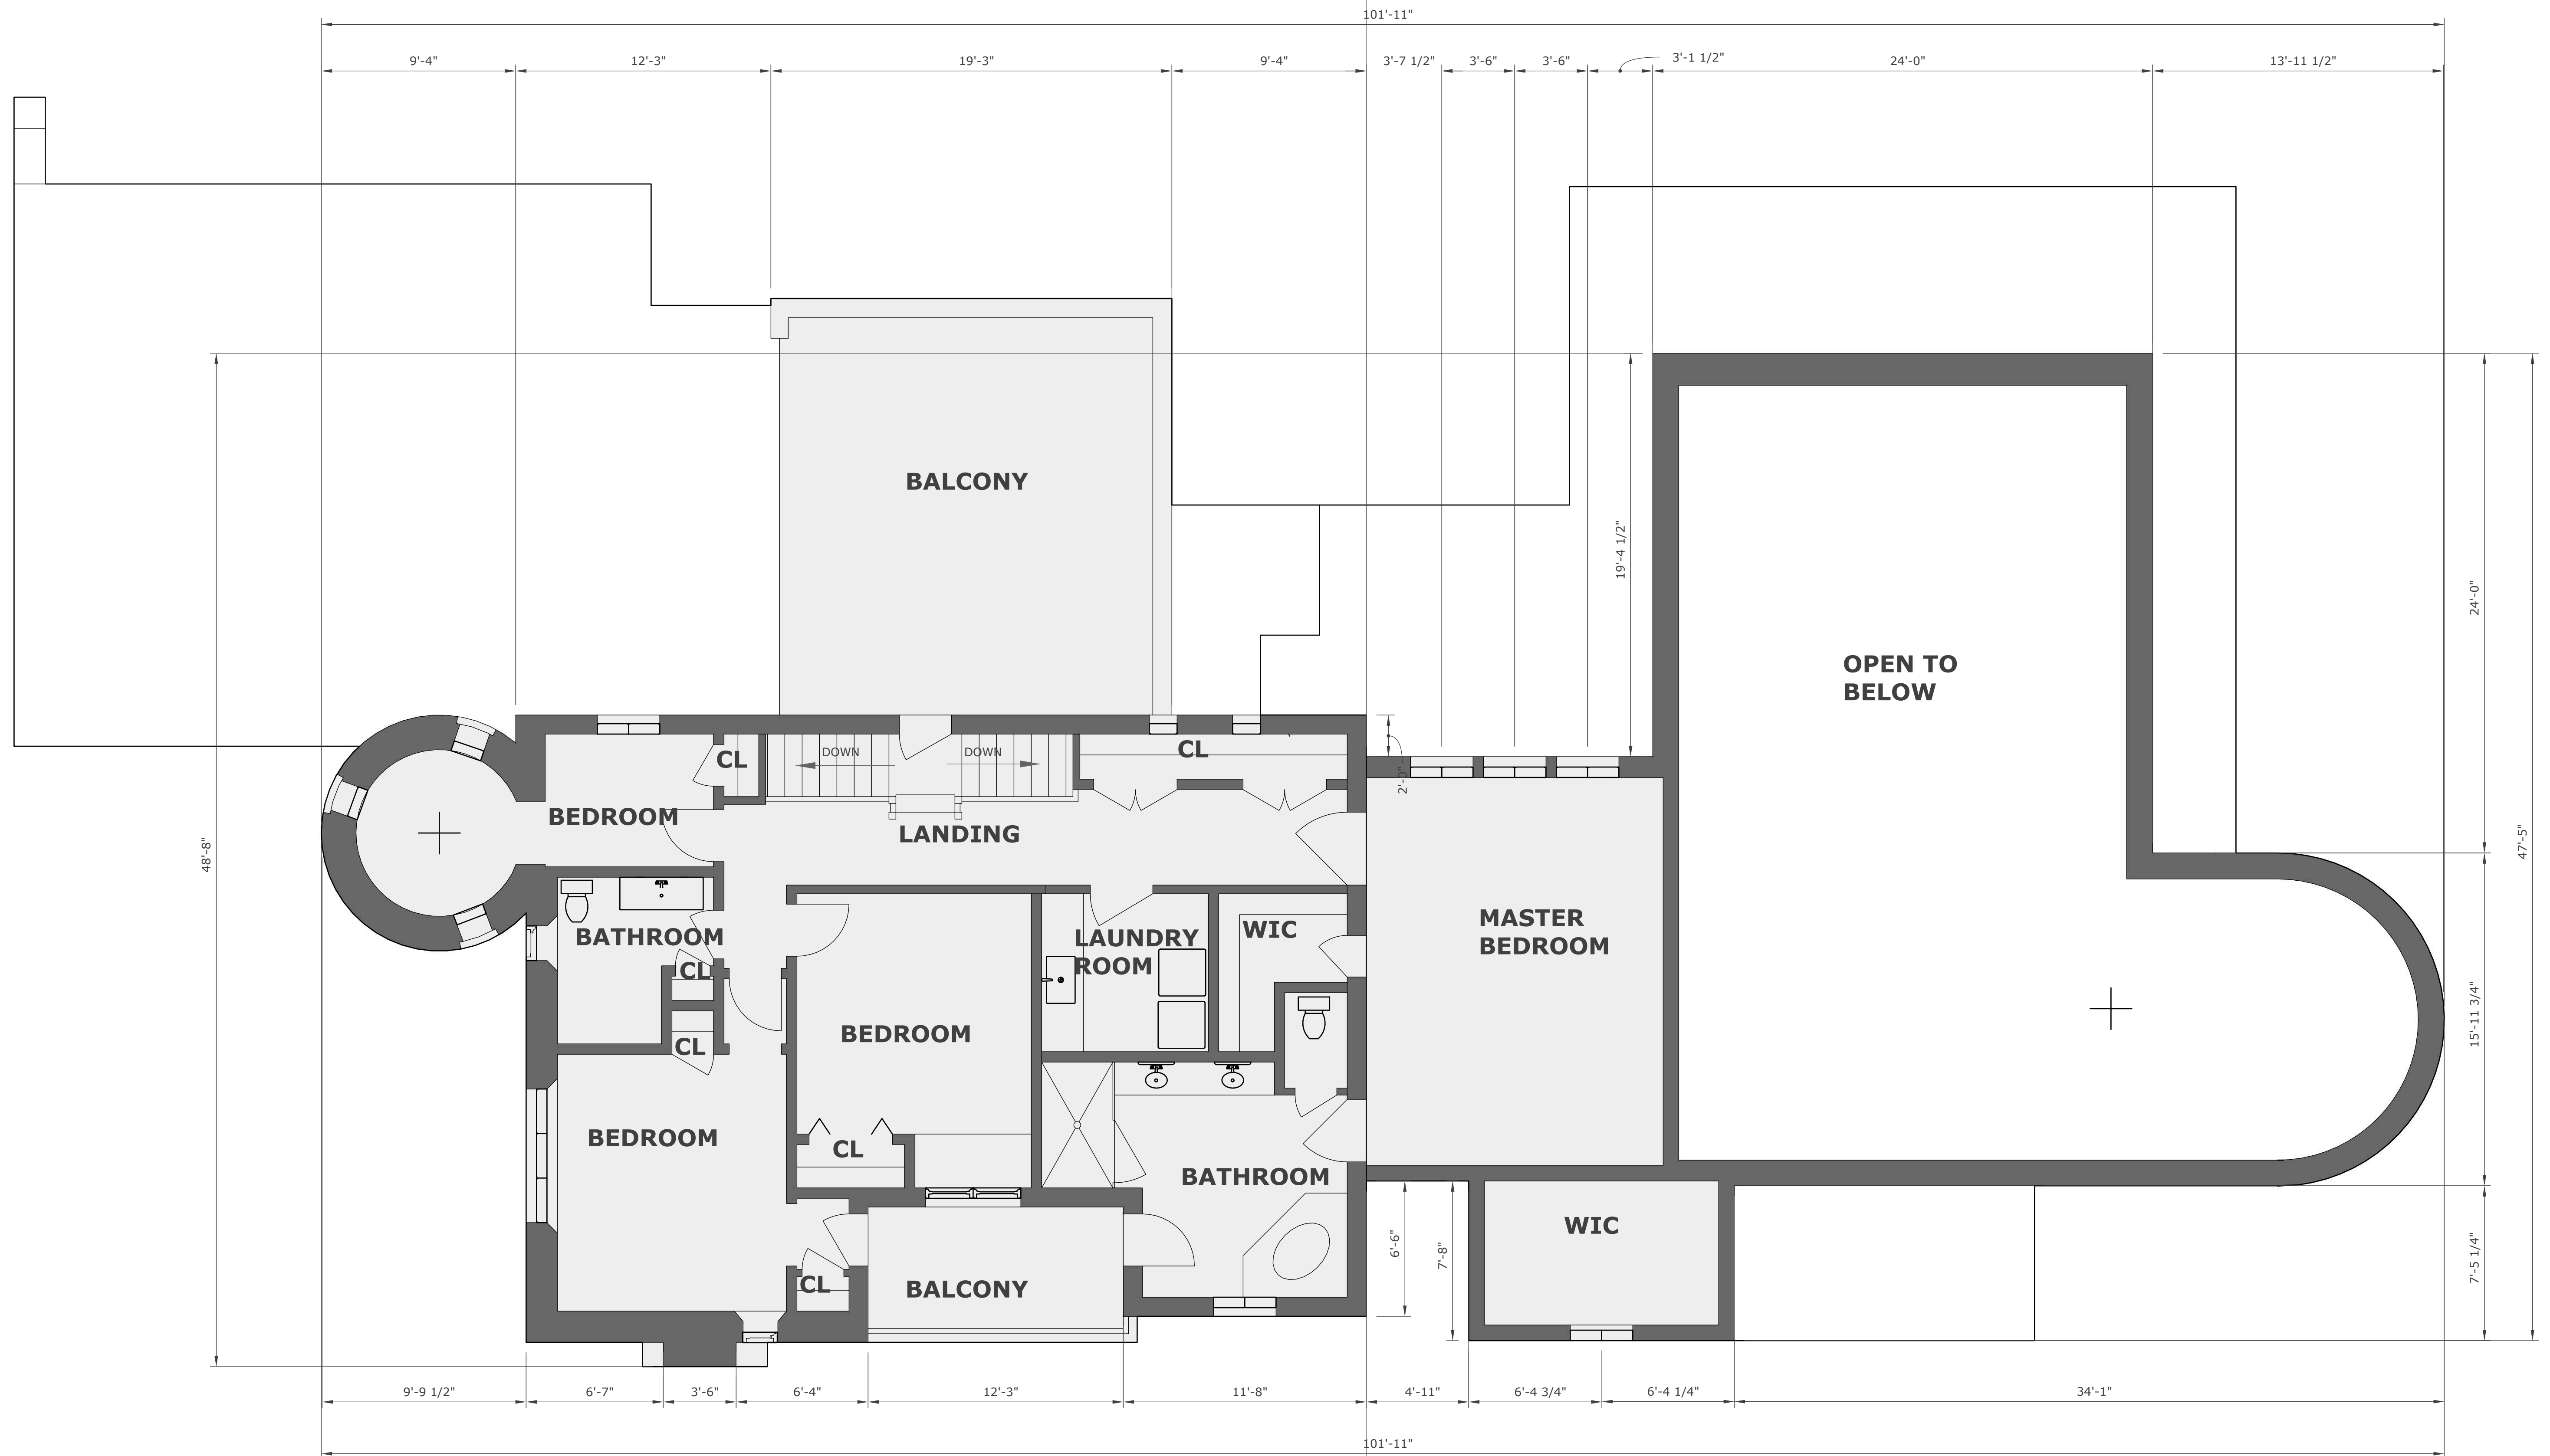 101'-11"
9'-4"
12'-3"
19'-3"
9'-4"
3'-7 1/2"
3'-6"
3'-6"
3'-1 1/2"
24'-0"
13'-11 1/2"
BALCONY
19'-4 1/2"
24'-0"
OPEN TO
BELOW
CL
DOWN
DOWN
CL
2'-0"
BEDROOM
LANDING
48'-8"
47'-5"
BATHROOM
CL
LAUNDRY
ROOM
WIC
MASTER
BEDROOM
15'-11 3/4"
CL
BEDROOM
BEDROOM
CL
BATHROOM
WIC
6'-6"
7'-8"
7'-5 1/4"
CL
BALCONY
9'-9 1/2"
6'-7"
3'-6"
6'-4"
12'-3"
11'-8"
4'-11"
6'-4 3/4"
6'-4 1/4"
34'-1"
101'-11"